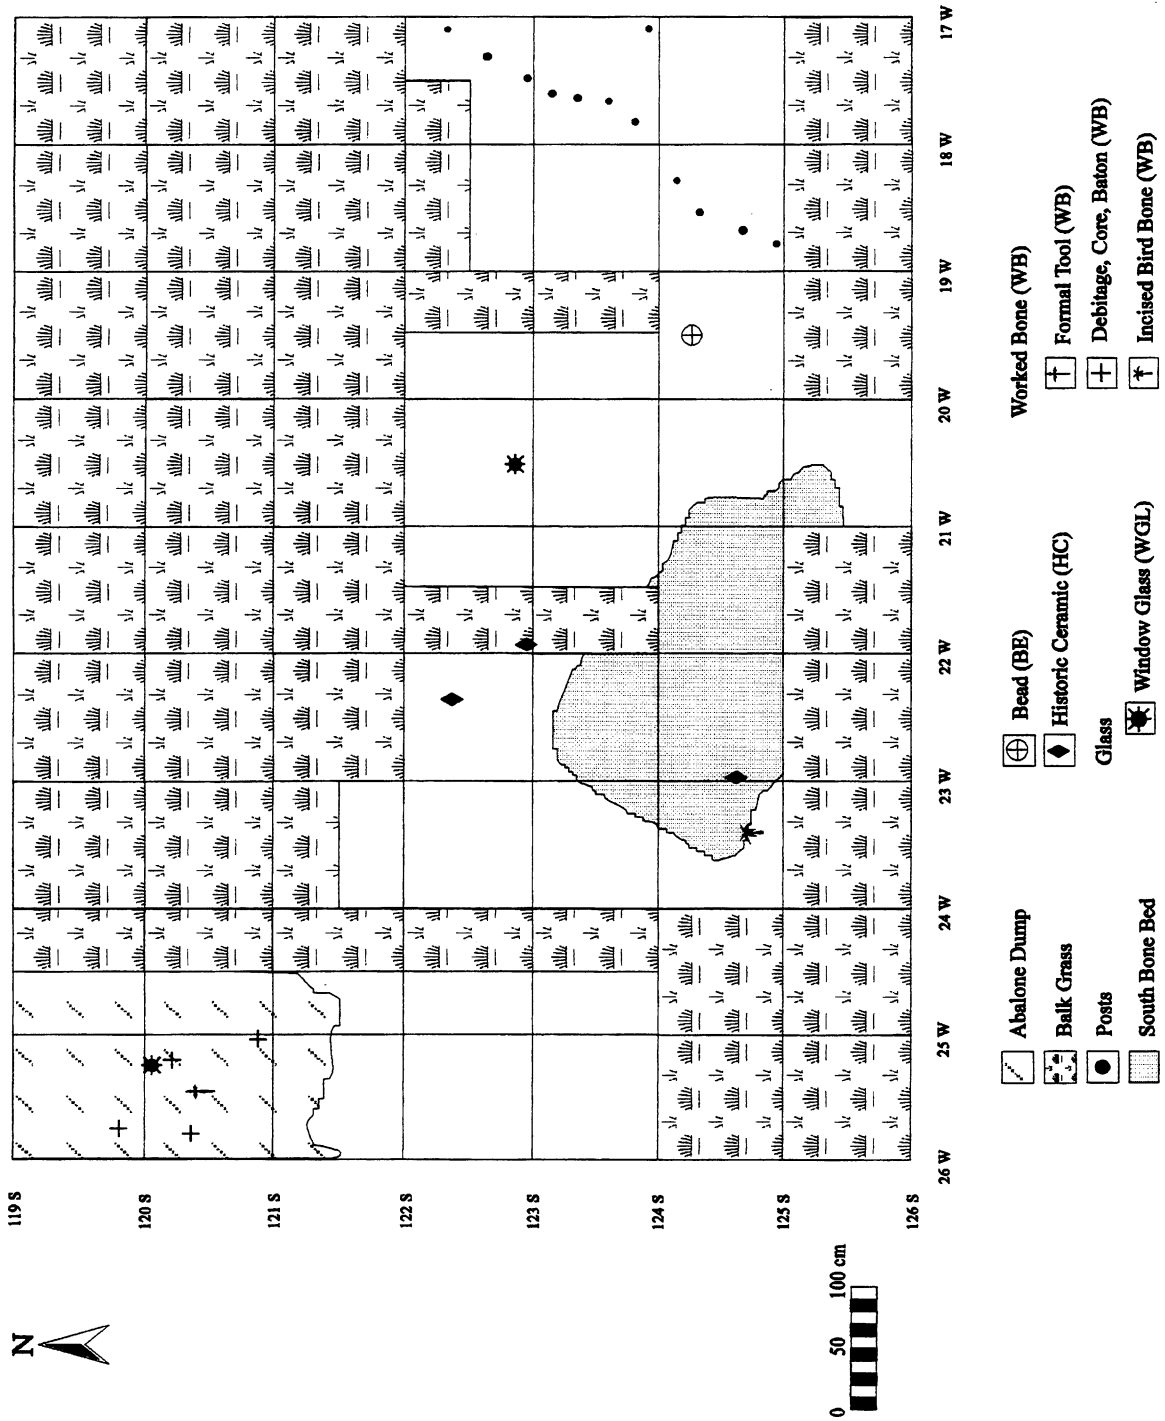 N
0 50 100 cm
119 S
120 S
121 S
122 S
123 S
124 S
125 S
126 S
26 W
25 W
24 W
23 W
22 W
21 W
20 W
19 W
18 W
17 W
Abalone Dump
Balk Grass
Posts
South Bone Bed
Bead (BE)
Historic Ceramic (HC)
Glass
Window Glass (WGL)
Worked Bone (WB)
Formal Tool (WB)
Debitage, Core, Baton (WB)
Incised Bird Bone (WB)